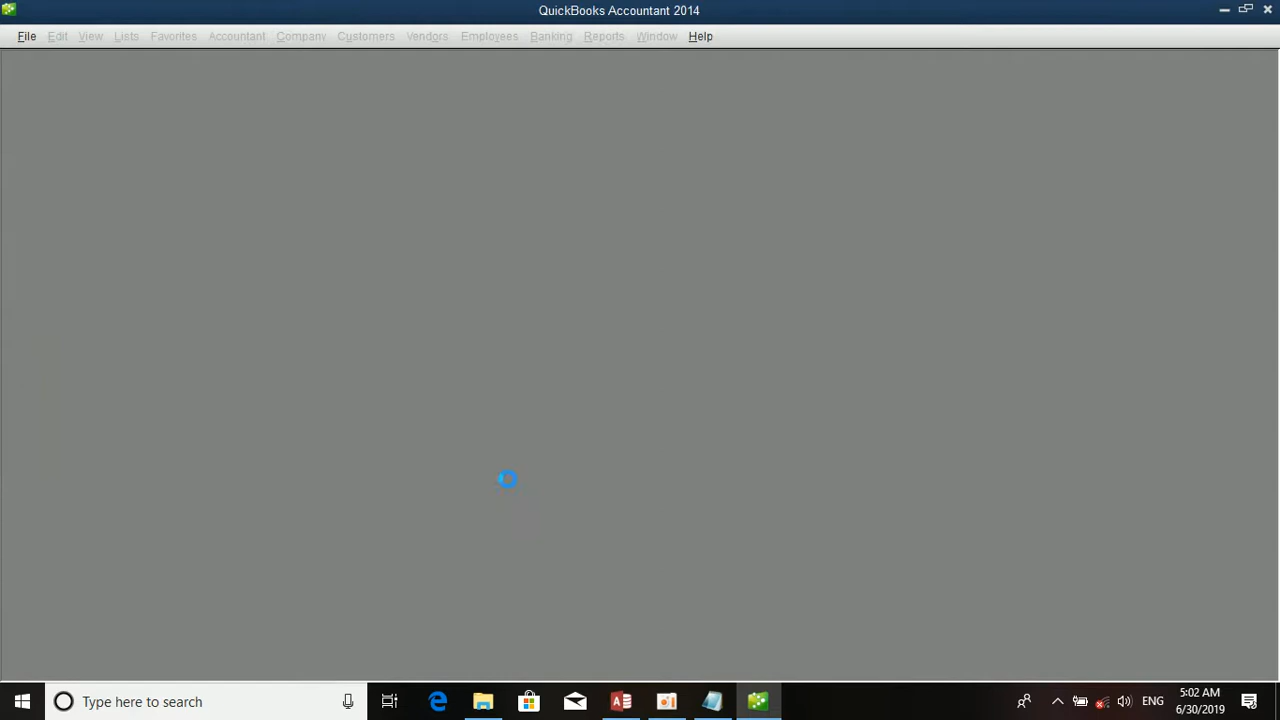 QuickBooks Accountant 2014
File Edit View Lists Favorites Accountant Company Customers Vendors Employees Banking Reports Window Help
Type here to search
ENG
5:02 AM
6/30/2019